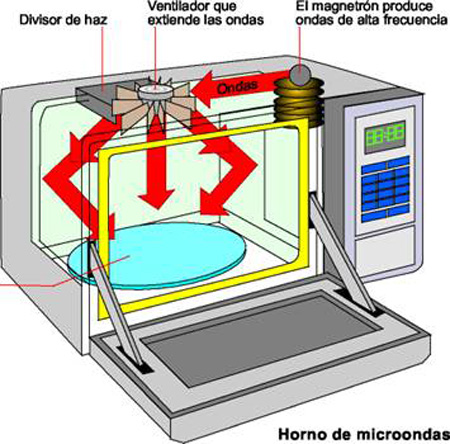 Divisor de haz
Ventilador que
extiende las ondas
El magnetrón produce
ondas de alta frecuencia
Ondas
Horno de microondas